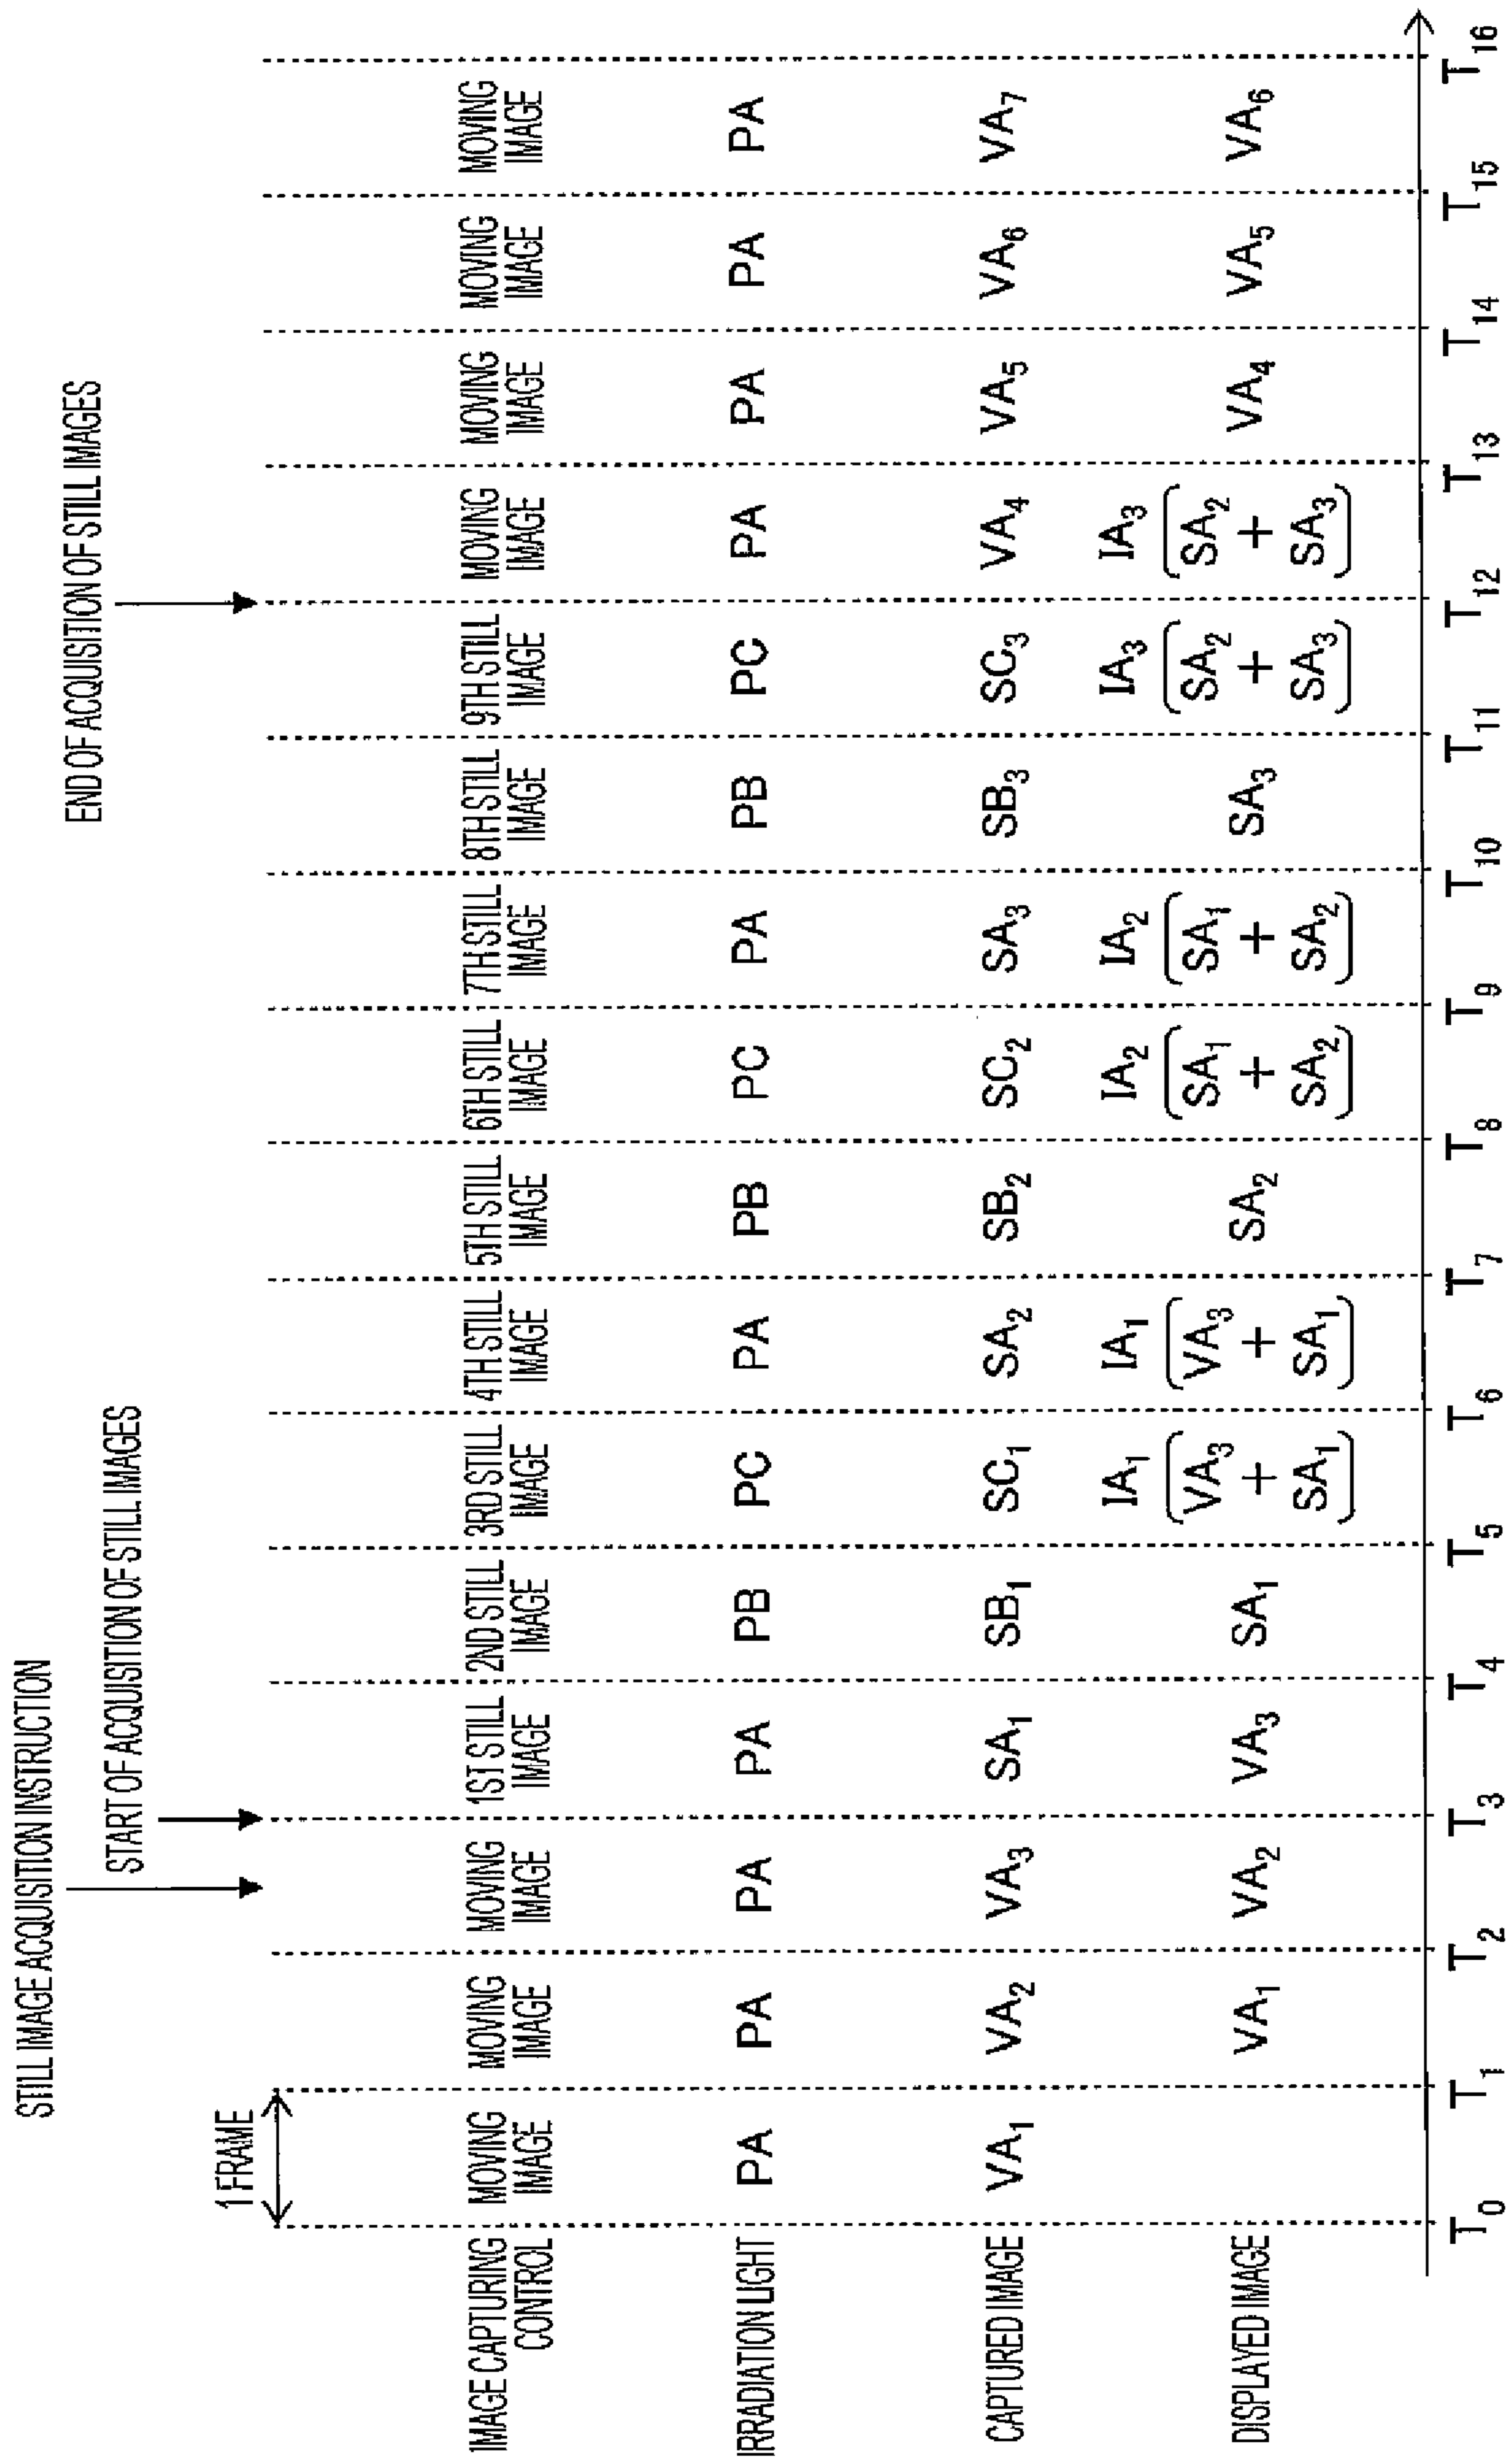 STILL IMAGE ACQUISITION INSTRUCTION
START OF ACQUISITION OF STILL IMAGES
END OF ACQUISITION OF STILL IMAGES
1 FRAME
IMAGE CAPTURING
CONTROL
MOVING
IMAGE
MOVING
IMAGE
MOVING
IMAGE
1ST STILL
IMAGE
2ND STILL
IMAGE
3RD STILL
IMAGE
4TH STILL
IMAGE
5TH STILL
IMAGE
6TH STILL
IMAGE
7TH STILL
IMAGE
8TH STILL
IMAGE
9TH STILL
IMAGE
MOVING
IMAGE
MOVING
IMAGE
MOVING
IMAGE
MOVING
IMAGE
IRRADIATION LIGHT PA PA PA PA PB PC PA PB PC PA PB PC PA PA PA PA
CAPTURED IMAGE VA1 VA2 VA3 SA1 SB1 SC1 SA2 SB2 SC2 SA3 SB3 SC3 VA4 VA5 VA6 VA7
DISPLAYED IMAGE
VA1
VA2
VA3
SA1
IA1
(VA3
+
SA1)
IA1
(VA3
+
SA1)
SA2
IA2
(SA1
+
SA2)
IA2
(SA1
+
SA2)
SA3
IA3
(SA2
+
SA3)
IA3
(SA2
+
SA3)
VA4
VA5
VA6
T0 T1 T2 T3 T4 T5 T6 T7 T8 T9 T10 T11 T12 T13 T14 T15 T16